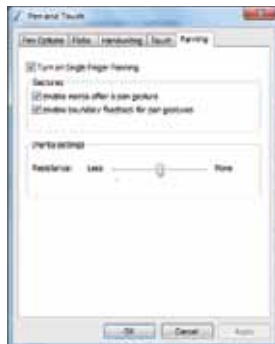 Pen and Touch
Pen Options Flicks Handwriting Touch Panning
Turn on Single Finger Panning
Gestures
Enable inertia after a pan gesture
Enable boundary feedback for pan gestures
Inertia settings
Resistance: Less More
OK Cancel Apply